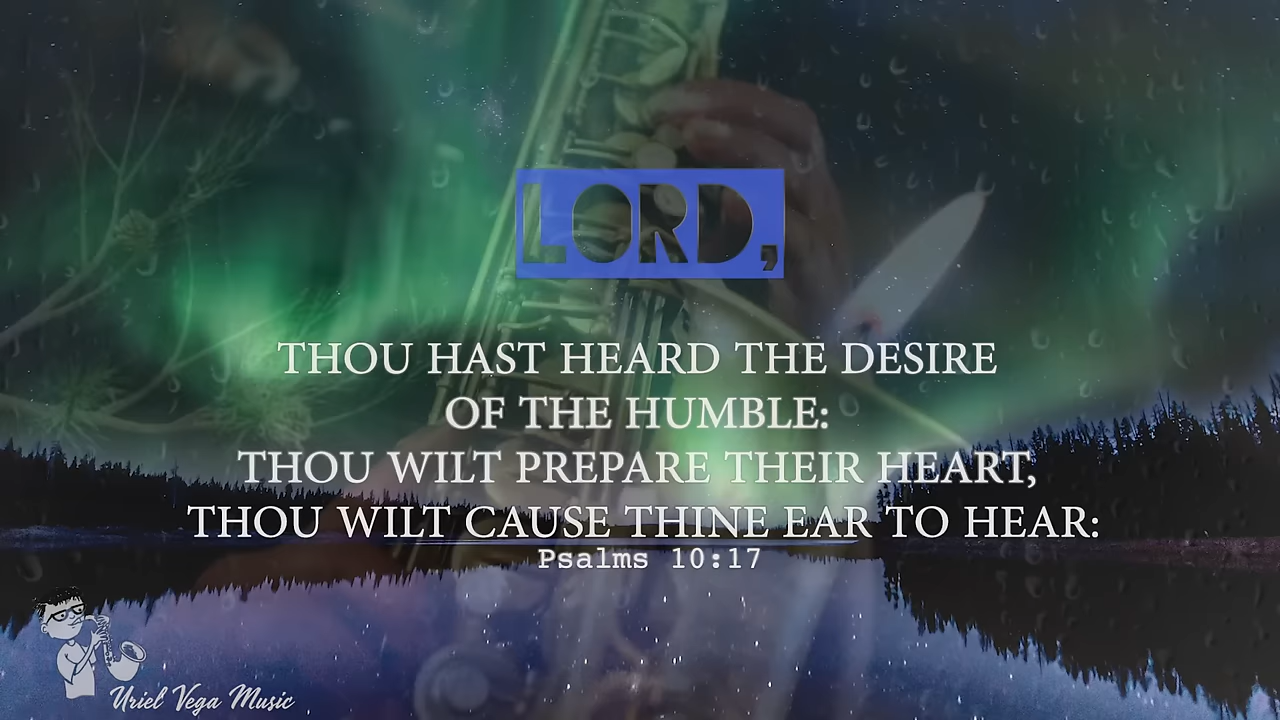 LORD,
THOU HAST HEARD THE DESIRE
OF THE HUMBLE:
THOU WILT PREPARE THEIR HEART,
THOU WILT CAUSE THINE EAR TO HEAR:
Psalms 10:17
Uriel Vega Music